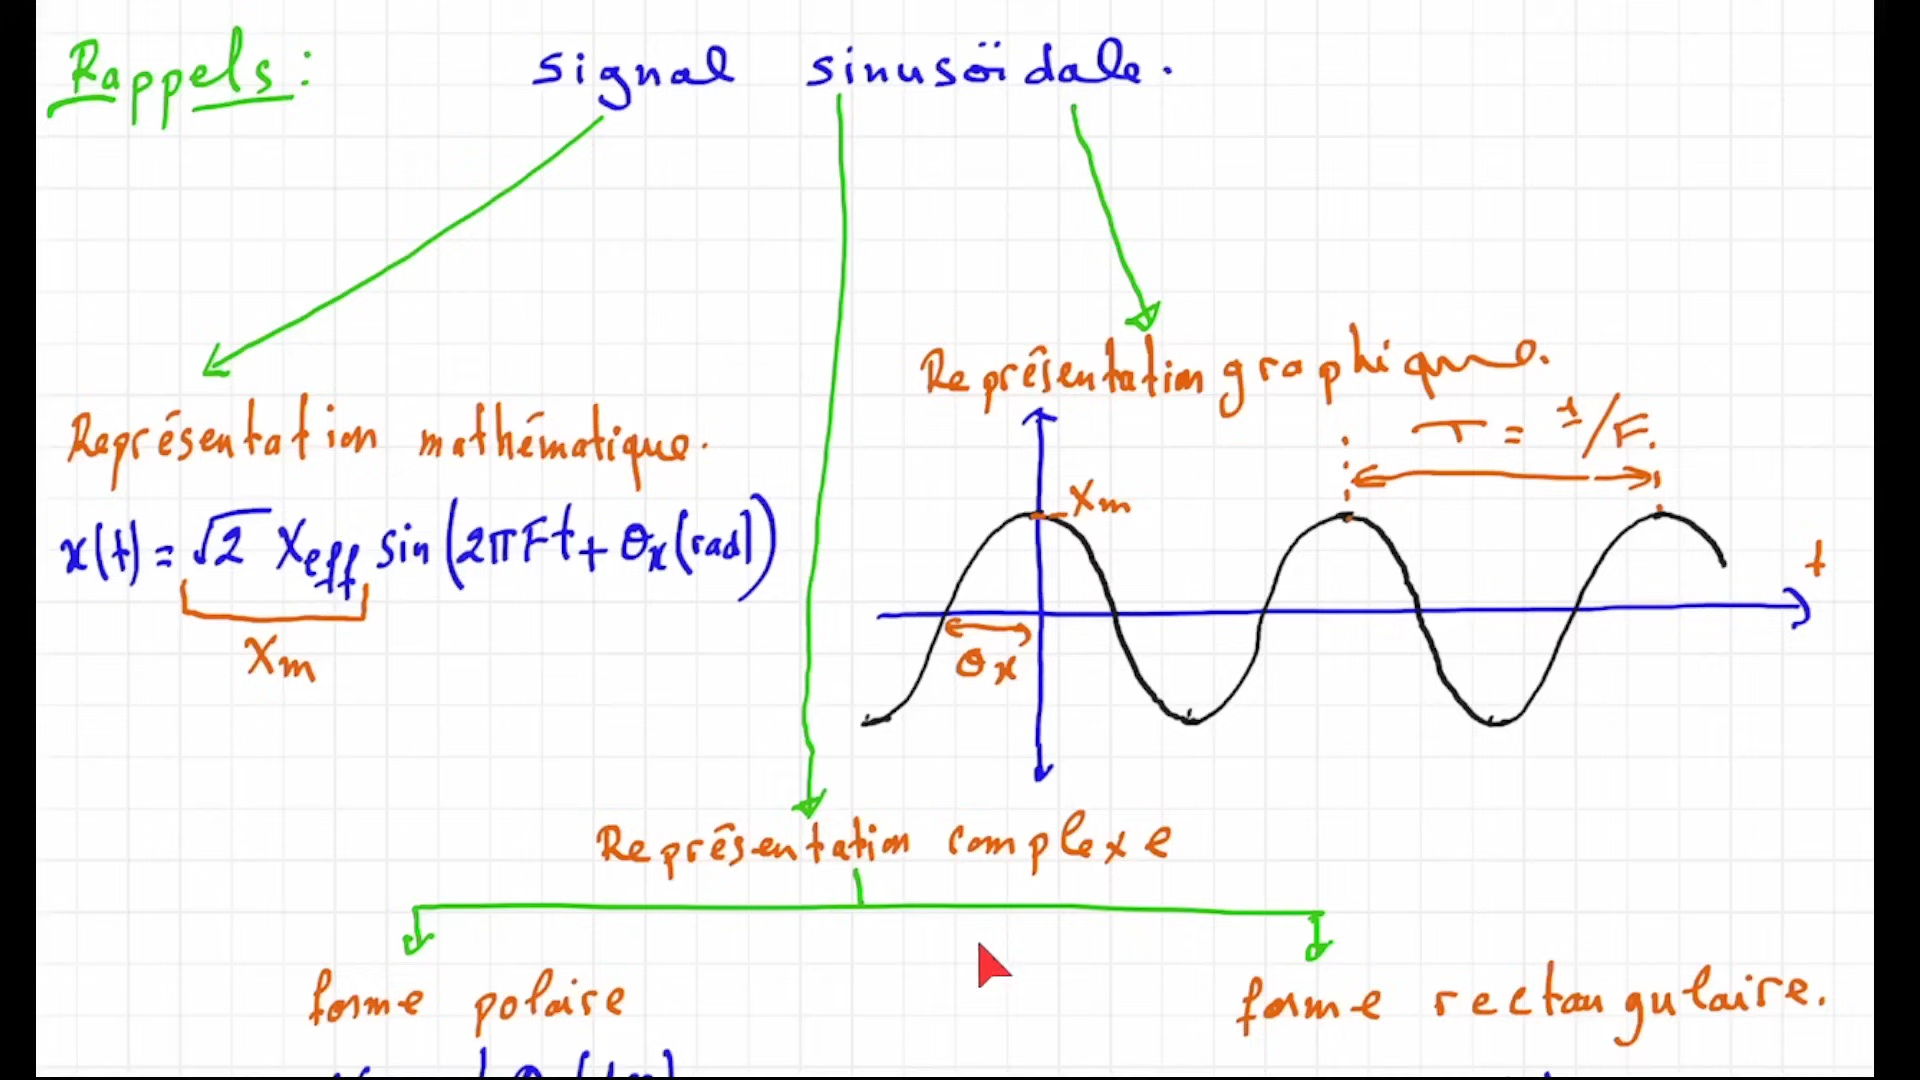 Rappels : signal sinusoïdale.
Représentation graphique.
Représentation mathématique.
T = 1/F.
x(t) = √2 Xeff sin(2πFt + θx(rad))
Xm
Xm
t
θx
Représentation complexe
forme polaire
forme rectangulaire.